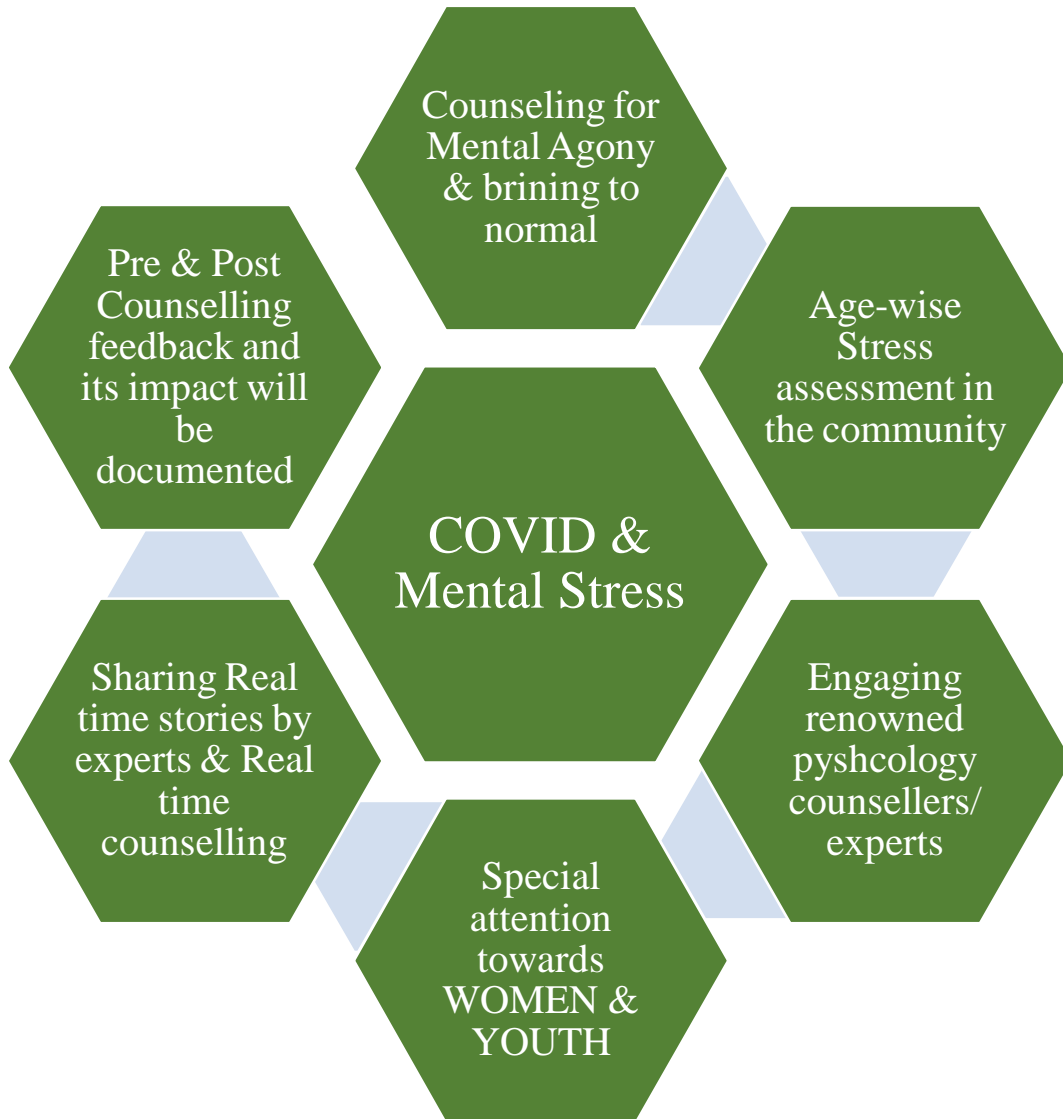 Counseling for
Mental Agony
& brining to
normal
Age-wise
Stress
assessment in
the community
Engaging
renowned
pyshcology
counsellers/
experts
Special
attention
towards
WOMEN &
YOUTH
Sharing Real
time stories by
experts & Real
time
counselling
Pre & Post
Counselling
feedback and
its impact will
be
documented
COVID &
Mental Stress